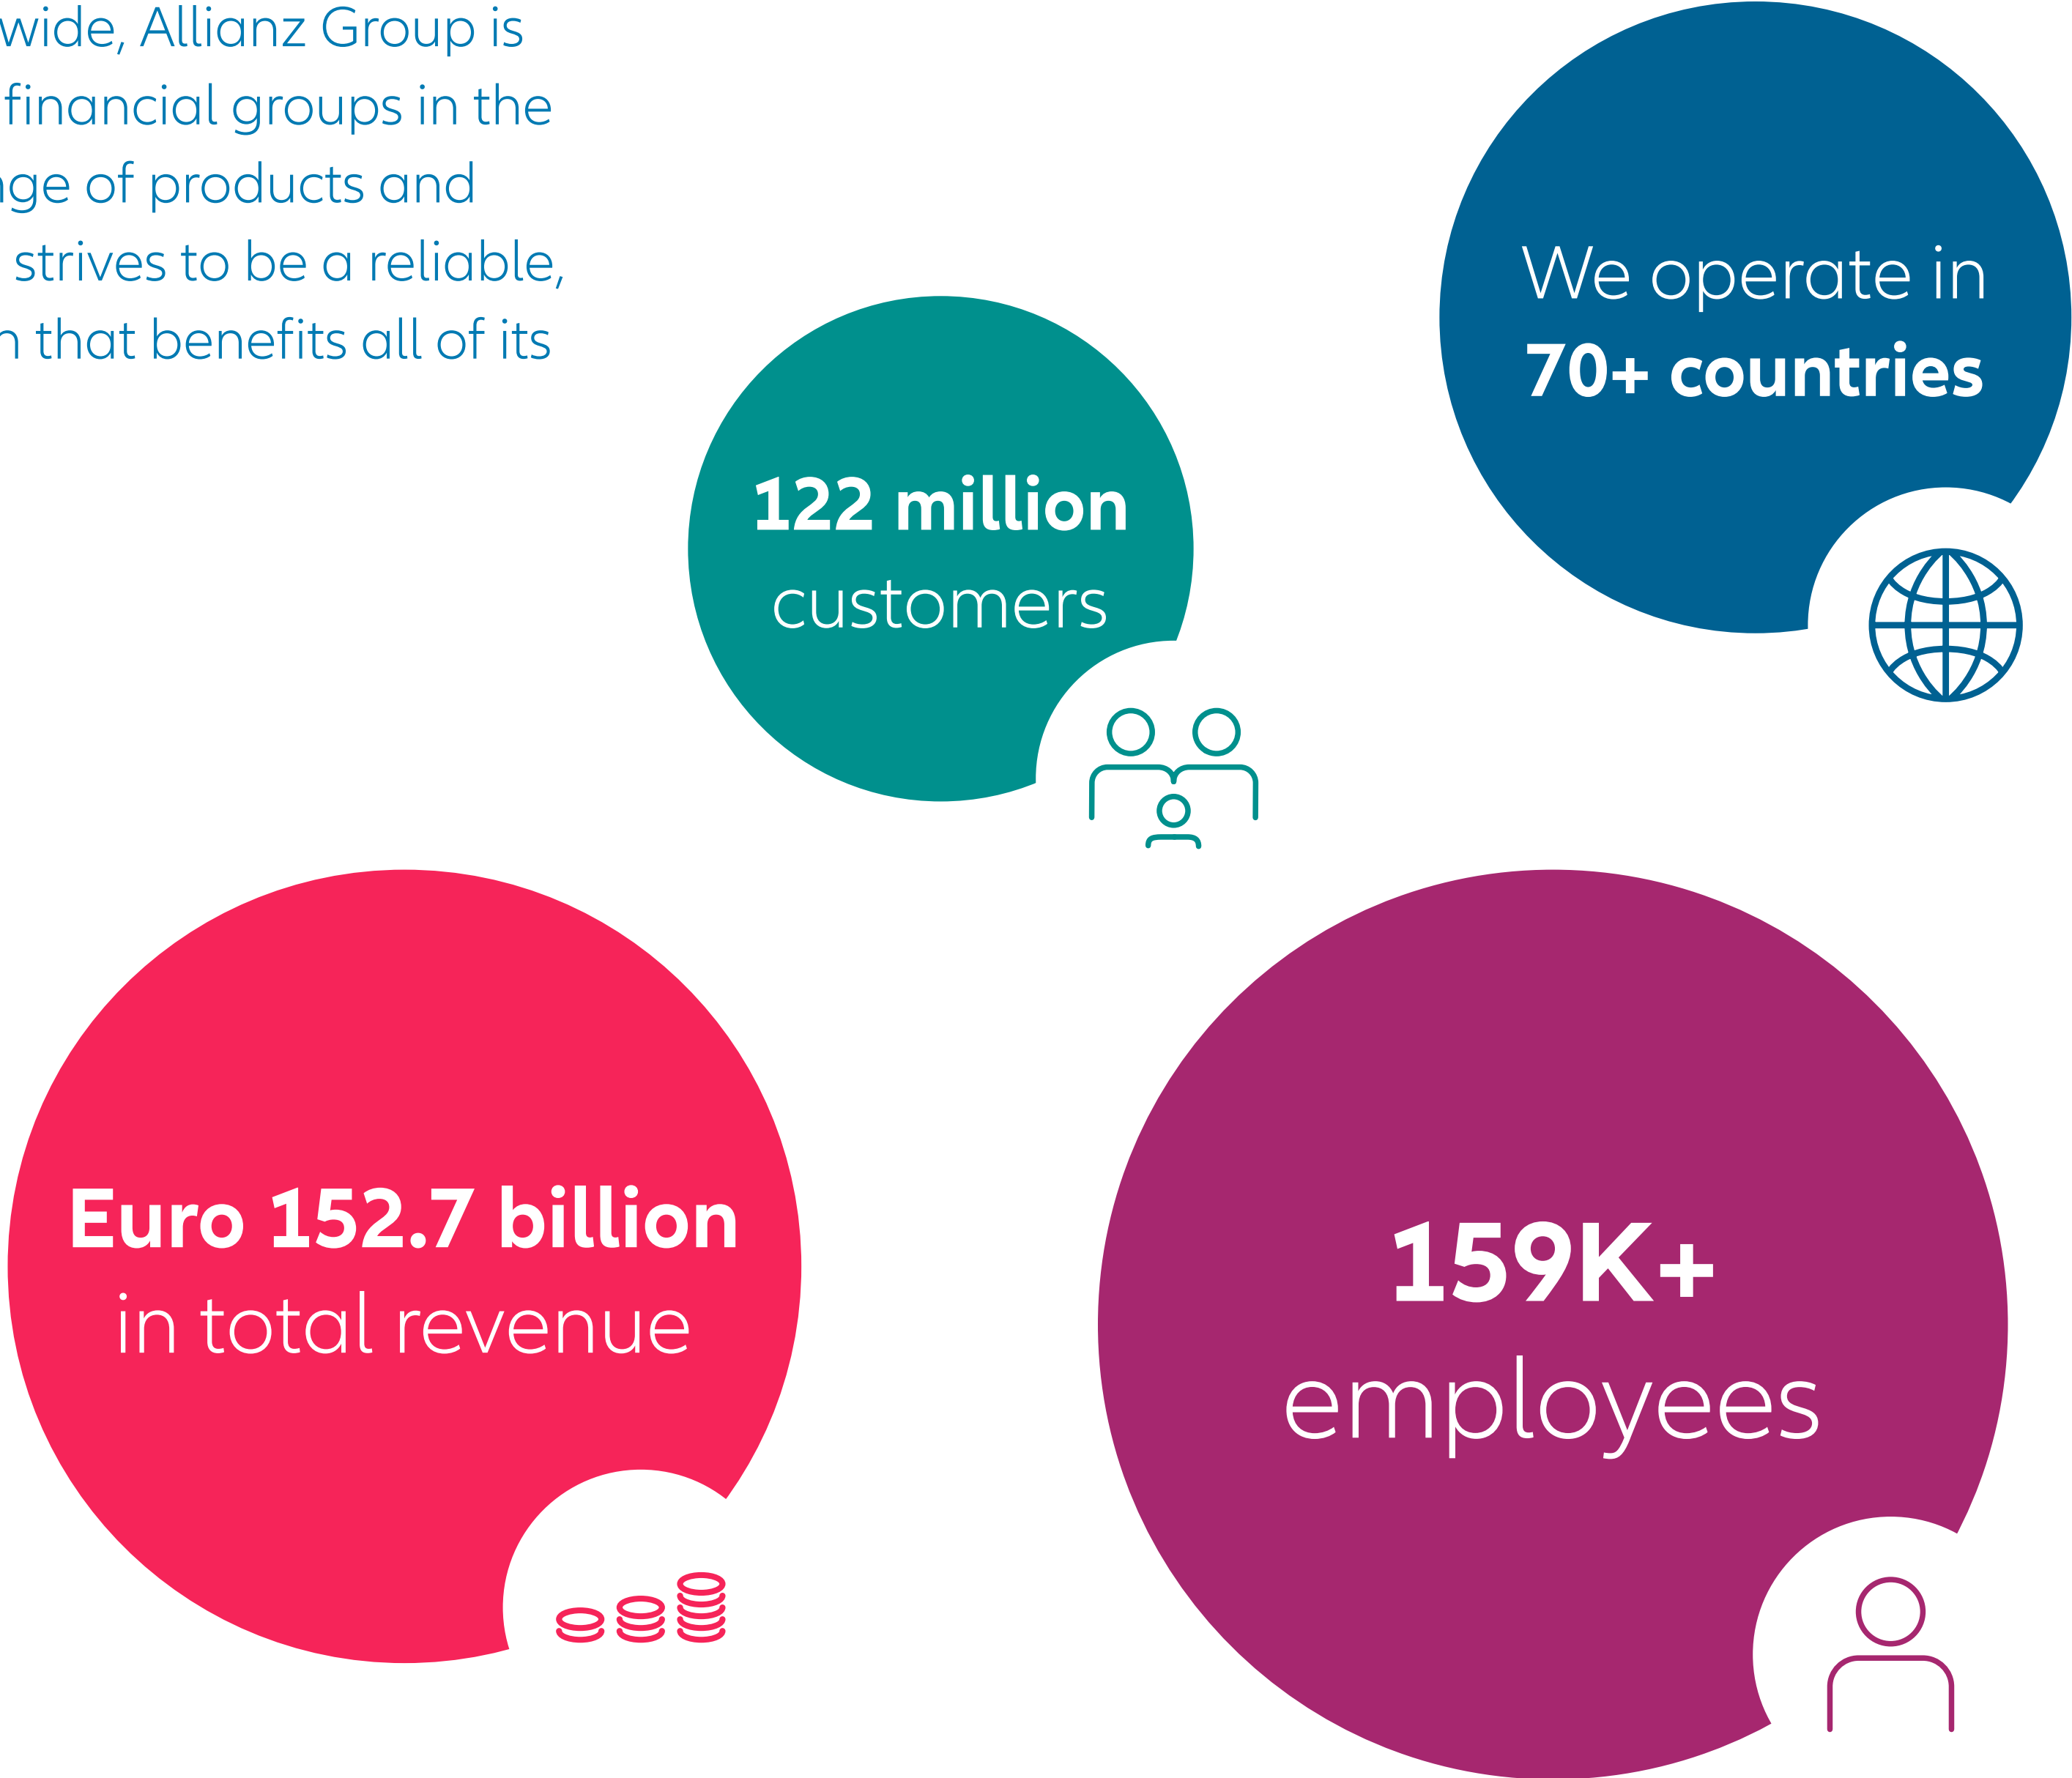 wide, Allianz Group is
financial groups in the
of products and
strives to be a reliable,
that benefits all of its
We operate in
70+ countries
122 million
customers
Euro 152.7 billion
in total revenue
159K+
employees